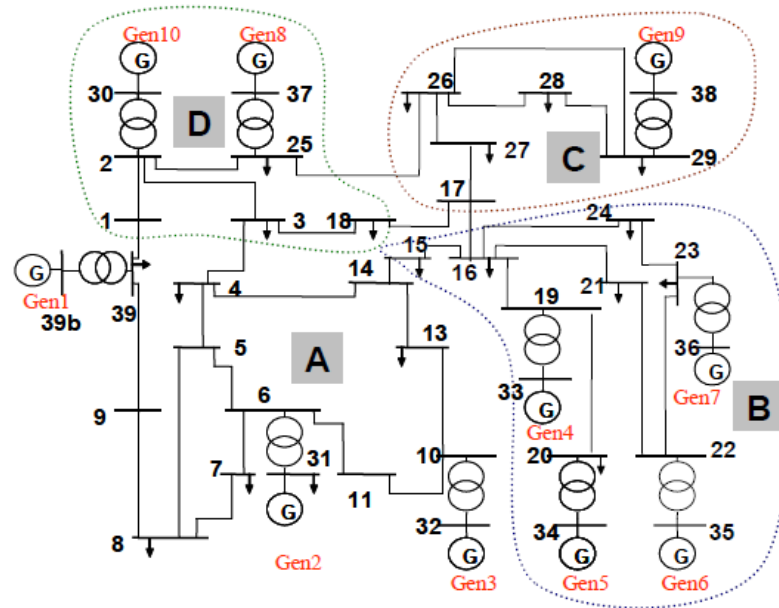 Gen10 Gen8 Gen9
G G G
26 28
30 37 38
D
25 27
2 C 29
17
1 3 18 24
15 23
G 16
14 21
Gen1 39 4 19
39b
13
5 36
A G
6 33 Gen7
G B
9 Gen4
10 20 22
7 31
11
G 32 34 35
8
Gen2 G G G
Gen3 Gen5 Gen6